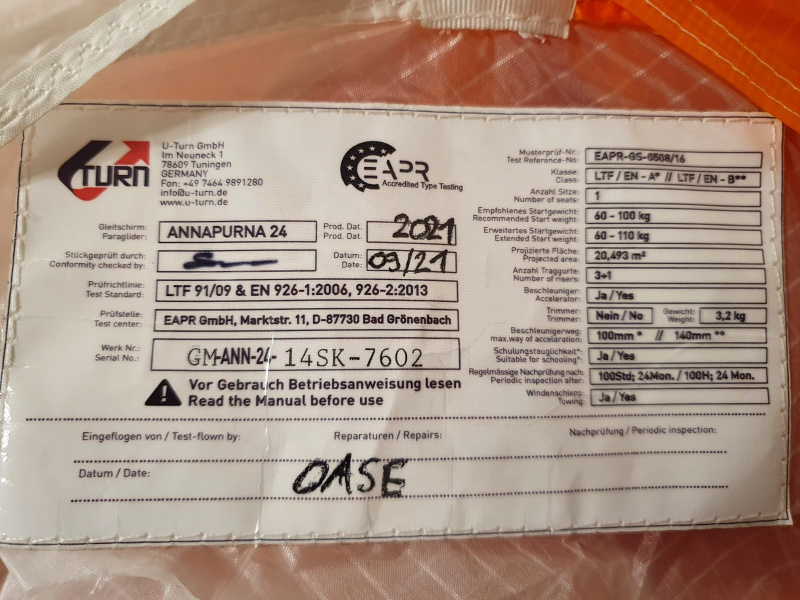 TURN
U-Turn GmbH
Im Neuneck 1
78609 Tuningen
GERMANY
Fon: +49 7464 9891280
info@u-turn.de
www.u-turn.de
EAPR
Accredited Type Testing
Gleitschirm: ANNAPURNA 24 Prod. Dat. 2021
Paraglider: Prod. Dat.
Stückgeprüft durch: Datum: 09/21
Conformity checked by: Date:
Prüfrichtlinie: LTF 91/09 & EN 926-1:2006, 926-2:2013
Test Standard:
Prüfstelle: EAPR GmbH, Marktstr. 11, D-87730 Bad Grönenbach
Test center:
Werk Nr.: GM-ANN-24-14SK-7602
Serial No.:
Vor Gebrauch Betriebsanweisung lesen
Read the Manual before use
Musterprüf-Nr.: EAPR-GS-0508/16
Test Reference-No:
Klasse: LTF / EN - A* // LTF / EN - B**
Class:
Anzahl Sitze: 1
Number of seats:
Empfohlenes Startgewicht: 60 - 100 kg
Recommended Start weight:
Erweitertes Startgewicht: 60 - 110 kg
Extended Start weight:
Projizierte Fläche: 20,493 m²
Projected area:
Anzahl Traggurte: 3+1
Number of risers:
Beschleuniger: Ja / Yes
Accelerator:
Trimmer: Nein / No Gewicht: 3,2 kg
Trimmer: Weight:
Beschleunigerweg: 100mm * // 140mm **
max.way of accelaration:
Schulungstauglichkeit*: Ja / Yes
Suitable for schooling*:
Regelmässige Nachprüfung nach: 100Std; 24Mon. / 100H; 24 Mon.
Periodic inspection after:
Windenschlepp: Ja / Yes
Towing:
Eingeflogen von / Test-flown by: Reparaturen / Repairs: Nachprüfung / Periodic inspection:
Datum / Date: OASE